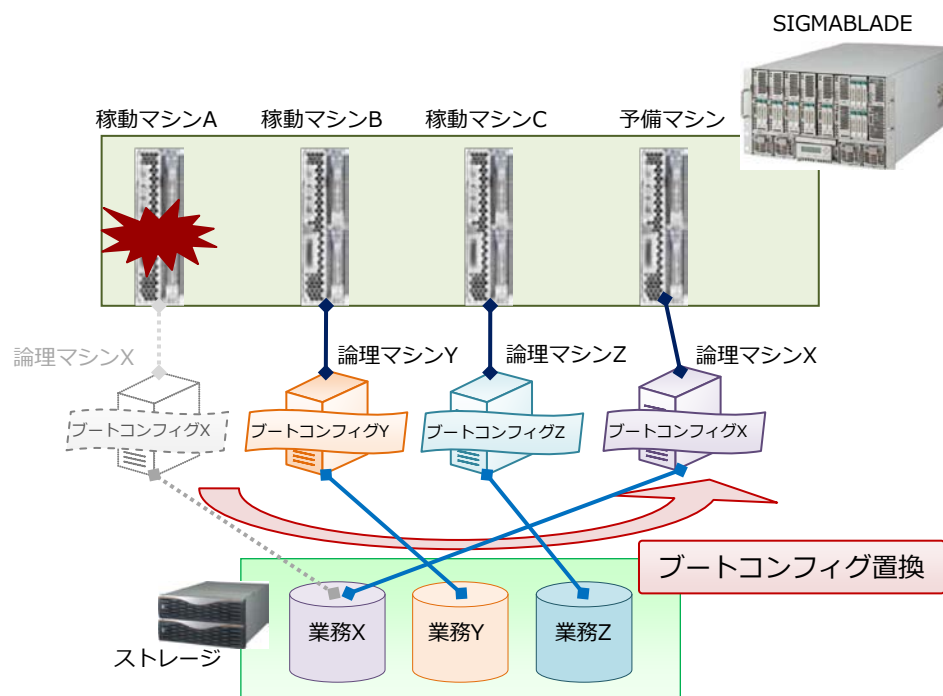 SIGMABLADE
稼動マシンA
稼動マシンB
稼動マシンC
予備マシン
論理マシンX
論理マシンY
論理マシンZ
論理マシンX
ブートコンフィグX
ブートコンフィグY
ブートコンフィグZ
ブートコンフィグX
ブートコンフィグ置換
業務X
業務Y
業務Z
ストレージ